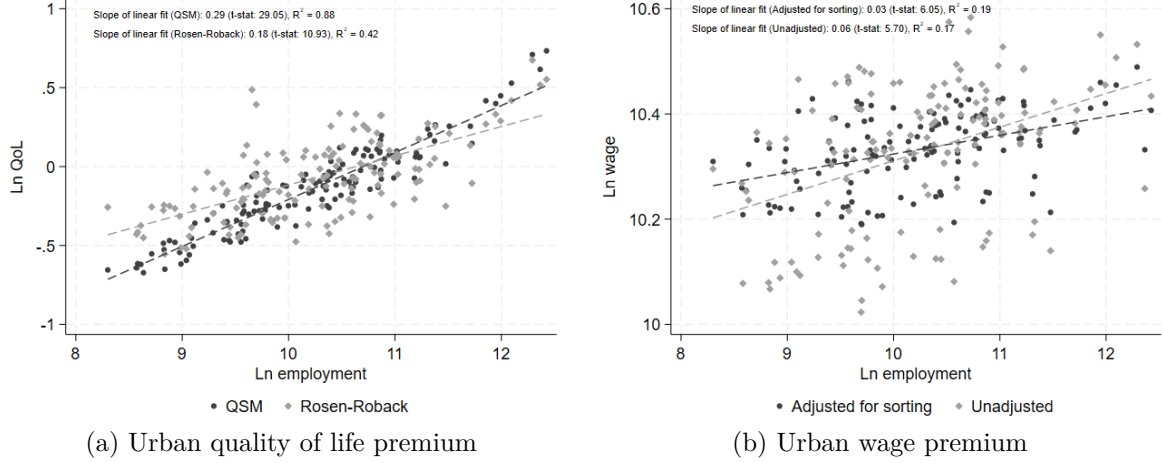 Slope of linear fit (QSM): 0.29 (t-stat: 29.05), R² = 0.88
Slope of linear fit (Rosen-Roback): 0.18 (t-stat: 10.93), R² = 0.42
Ln QoL
1
.5
0
-.5
-1
8 9 10 11 12
Ln employment
QSM Rosen-Roback
(a) Urban quality of life premium
Slope of linear fit (Adjusted for sorting): 0.03 (t-stat: 6.05), R² = 0.19
Slope of linear fit (Unadjusted): 0.06 (t-stat: 5.70), R² = 0.17
Ln wage
10.6
10.4
10.2
10
8 9 10 11 12
Ln employment
Adjusted for sorting Unadjusted
(b) Urban wage premium